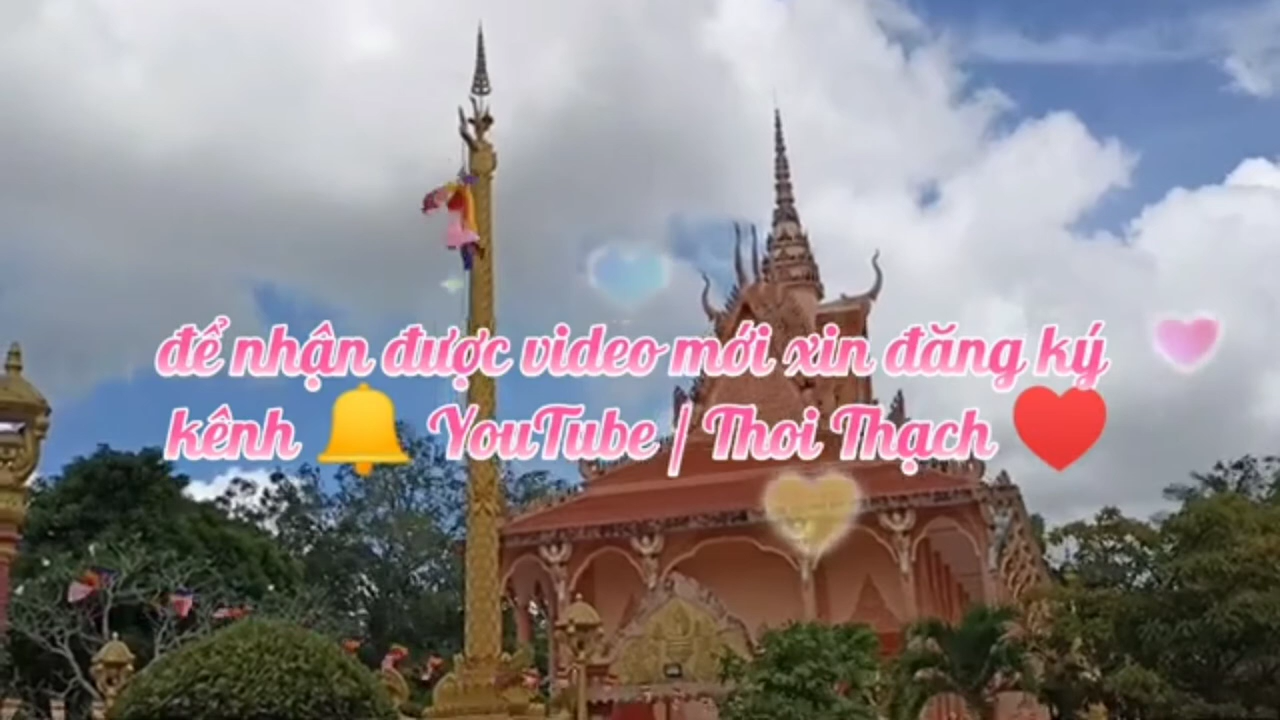 để nhận được video mới xin đăng ký
kênh 🔔 YouTube / Thoi Thạch ♥️